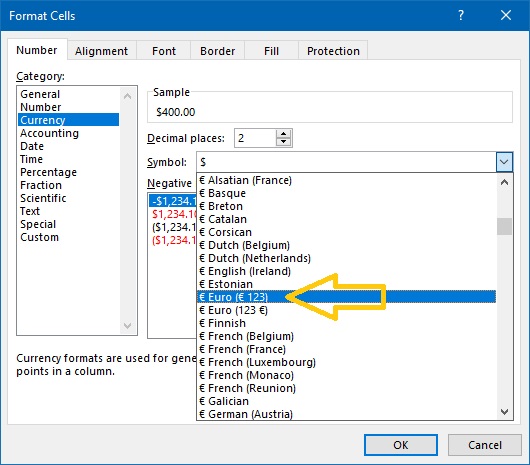 Format Cells
?
Number Alignment Font Border Fill Protection
Category:
General
Number
Currency
Accounting
Date
Time
Percentage
Fraction
Scientific
Text
Special
Custom
Sample
$400.00
Decimal places: 2
Symbol: $
Negative
-$1,234.1
$1,234.10
($1,234.1
($1,234.1
€ Alsatian (France)
€ Basque
€ Breton
€ Catalan
€ Corsican
€ Dutch (Belgium)
€ Dutch (Netherlands)
€ English (Ireland)
€ Estonian
€ Euro (€ 123)
€ Euro (123 €)
€ Finnish
€ French (Belgium)
€ French (France)
€ French (Luxembourg)
€ French (Monaco)
€ French (Reunion)
€ Galician
€ German (Austria)
Currency formats are used for gene
points in a column.
OK Cancel